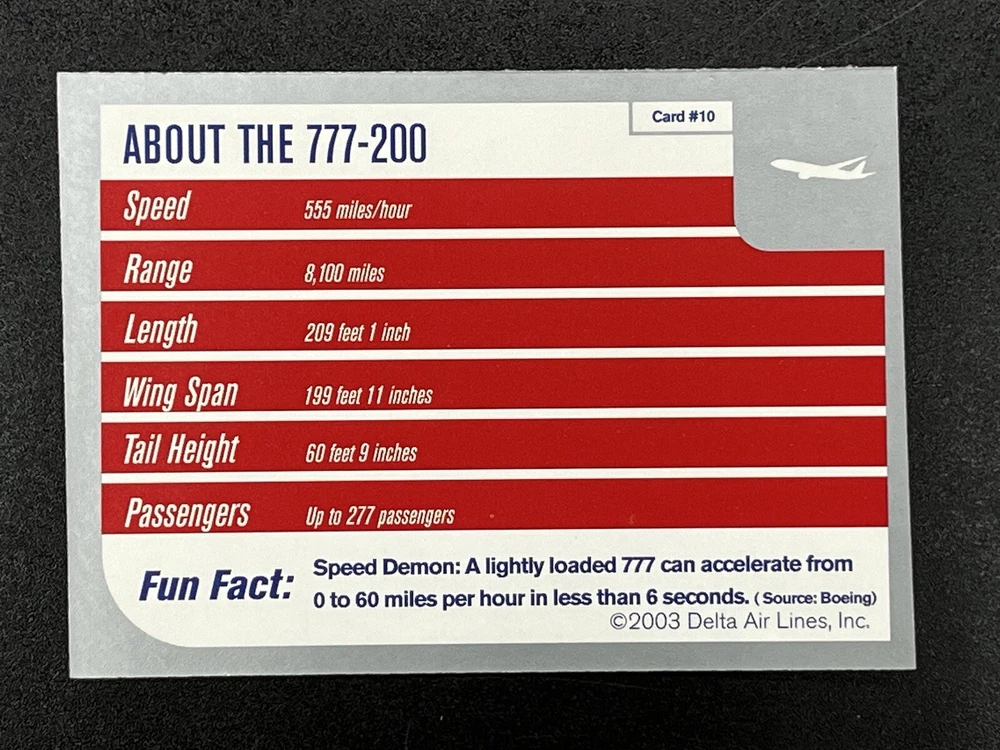 Card #10
ABOUT THE 777-200
Speed 555 miles/hour
Range 8,100 miles
Length 209 feet 1 inch
Wing Span 199 feet 11 inches
Tail Height 60 feet 9 inches
Passengers Up to 277 passengers
Fun Fact: Speed Demon: A lightly loaded 777 can accelerate from
0 to 60 miles per hour in less than 6 seconds. ( Source: Boeing)
©2003 Delta Air Lines, Inc.